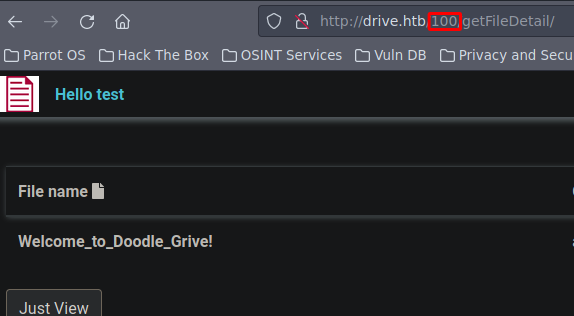 http://drive.htb/100/getFileDetail/
Parrot OS Hack The Box OSINT Services Vuln DB Privacy and Secu
Hello test
File name
Welcome_to_Doodle_Grive!
Just View